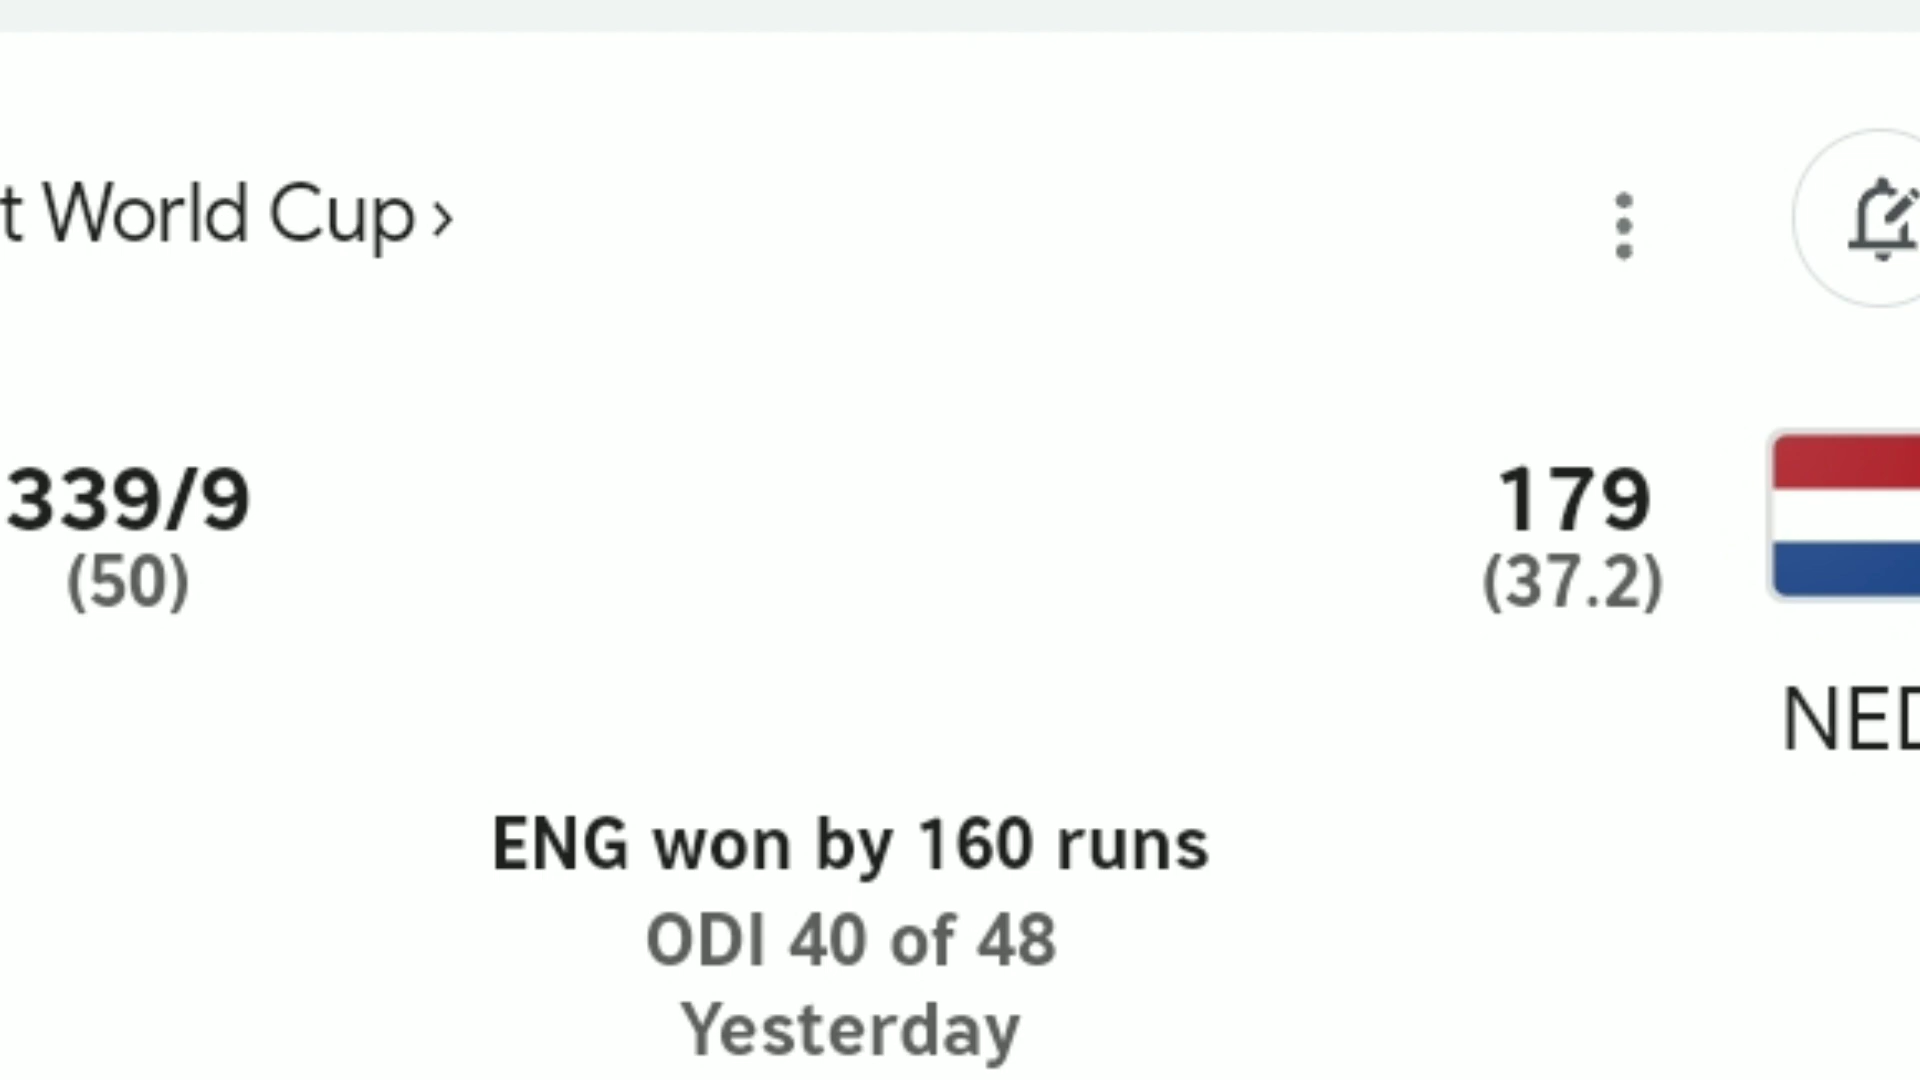 t World Cup ›
339/9
(50)
179
(37.2)
NED
ENG won by 160 runs
ODI 40 of 48
Yesterday